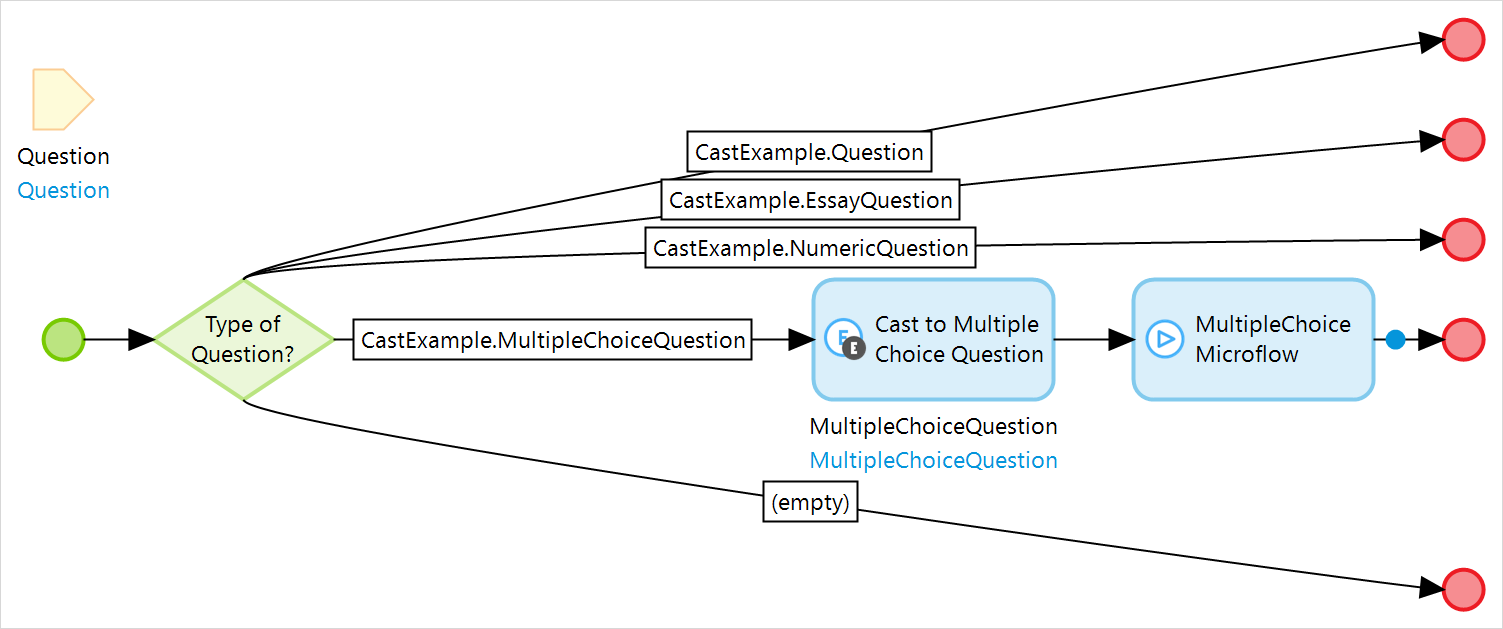 Question
Question
CastExample.Question
CastExample.EssayQuestion
CastExample.NumericQuestion
Type of
Question?
CastExample.MultipleChoiceQuestion
E
E
Cast to Multiple
Choice Question
MultipleChoice
Microflow
MultipleChoiceQuestion
MultipleChoiceQuestion
(empty)